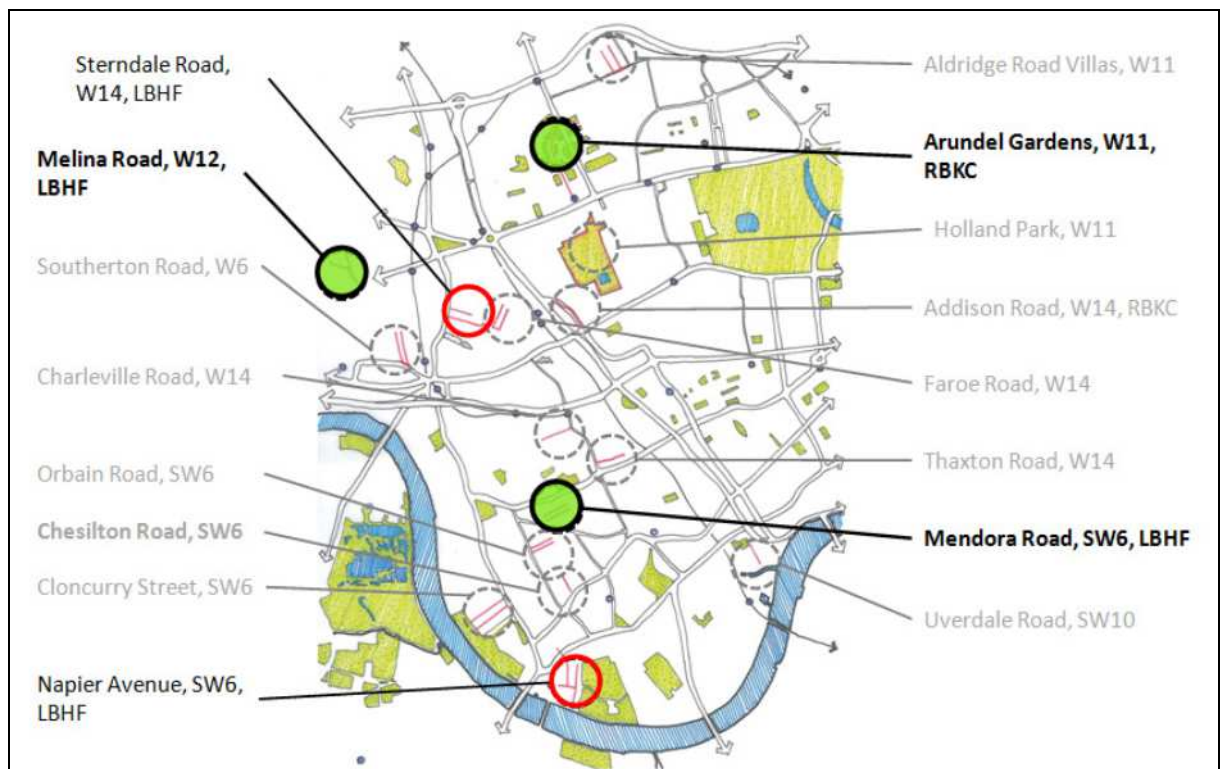 Sterndale Road,
W14, LBHF
Melina Road, W12,
LBHF
Southerton Road, W6
Charleville Road, W14
Orbain Road, SW6
Chesilton Road, SW6
Cloncurry Street, SW6
Napier Avenue, SW6,
LBHF
Aldridge Road Villas, W11
Arundel Gardens, W11,
RBKC
Holland Park, W11
Addison Road, W14, RBKC
Faroe Road, W14
Thaxton Road, W14
Mendora Road, SW6, LBHF
Uverdale Road, SW10